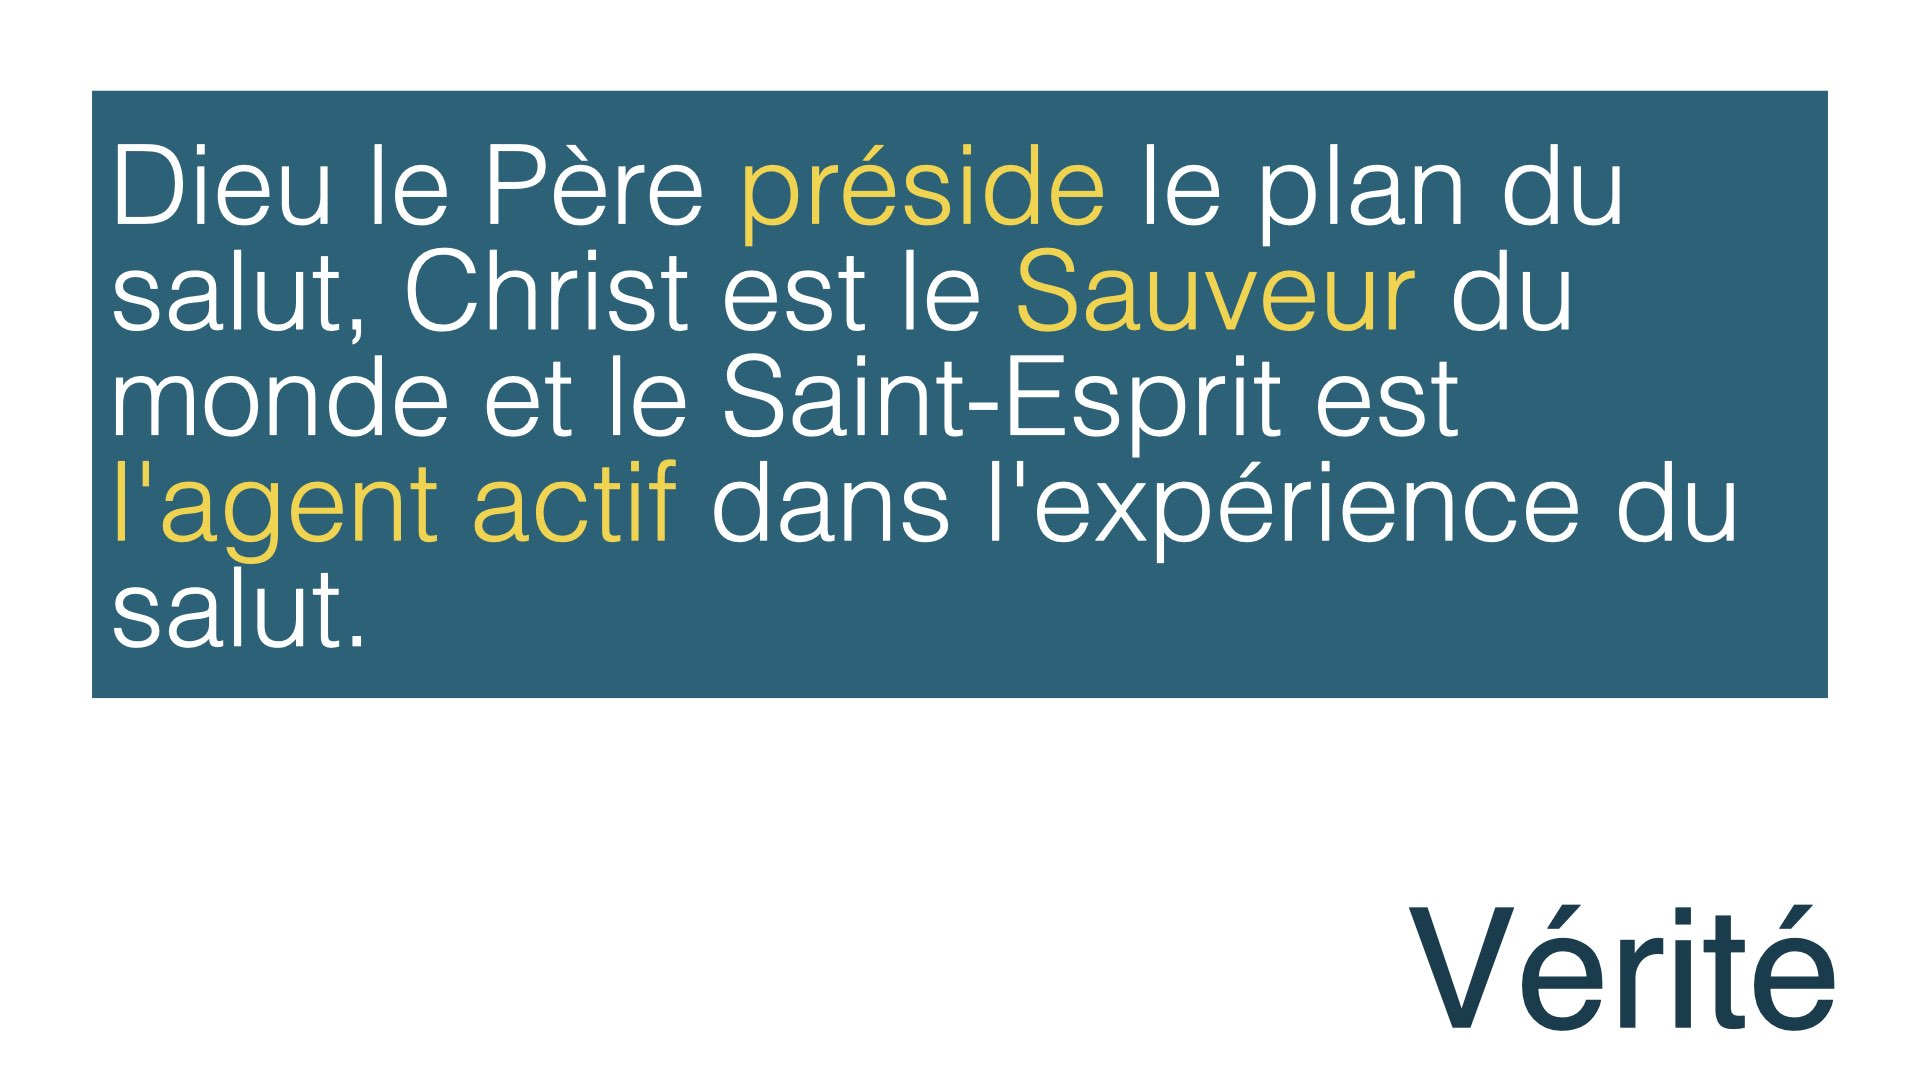 Dieu le Père préside le plan du
salut, Christ est le Sauveur du
monde et le Saint-Esprit est
l'agent actif dans l'expérience du
salut.
Vérité